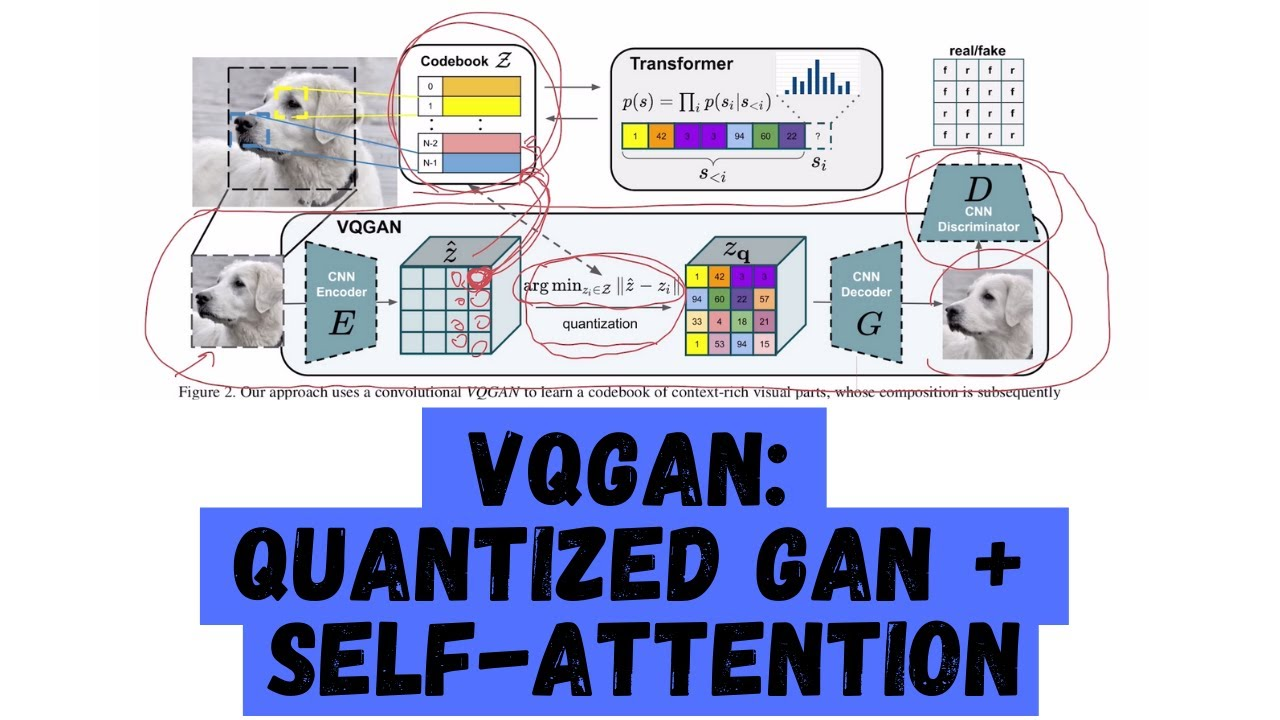 real/fake
Codebook 𝒵
0
1
⋮ ⋮
N-2
N-1
Transformer
p(s) = ∏ᵢ p(sᵢ|s<ᵢ)
1 42 3 3 94 60 22 ?
s<ᵢ
sᵢ
f r f r
f f r r
r r f f
r r f r
D
CNN
Discriminator
VQGAN
CNN
Encoder
E
ẑ
arg min_{zᵢ∈𝒵} ‖ẑ − zᵢ‖
quantization
z_q
1 42 3 3
94 60 22 57
33 4 18 21
1 53 94 15
CNN
Decoder
G
Figure 2. Our approach uses a convolutional VQGAN to learn a codebook of context-rich visual parts, whose composition is subsequently
VQGAN:
QUANTIZED GAN +
SELF-ATTENTION